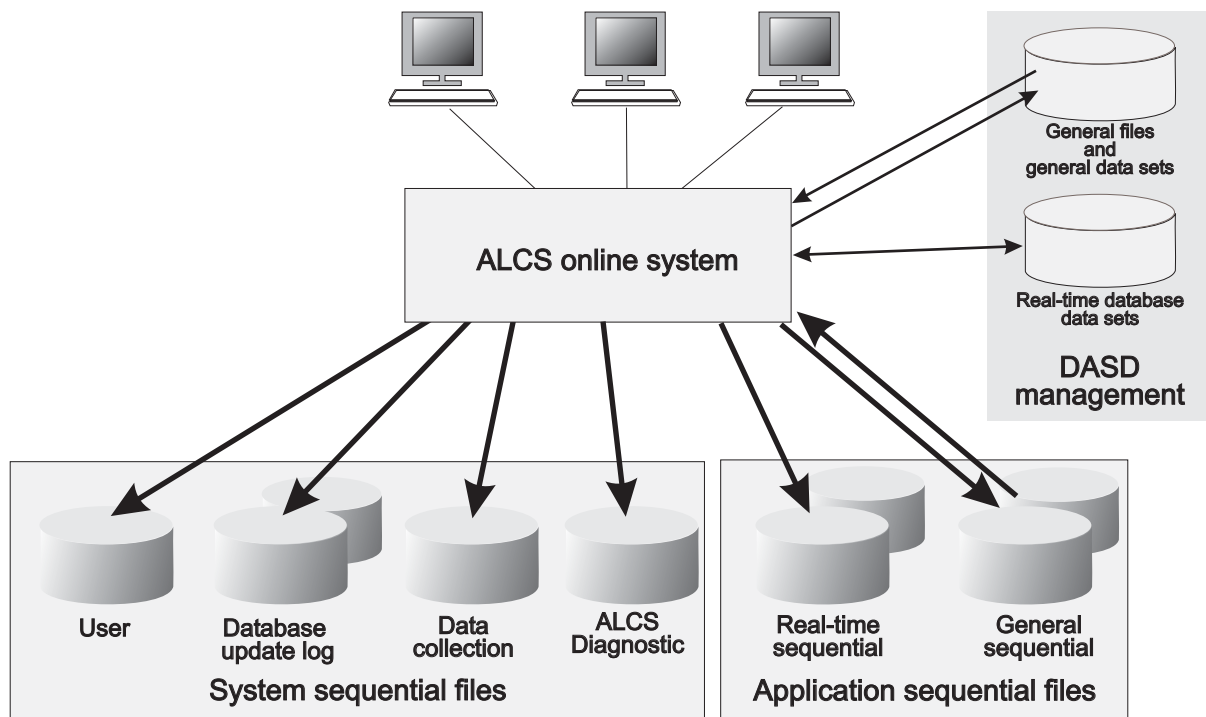 General files
and
general data sets
ALCS online system
Real-time database
data sets
DASD
management
User
Database
update log
Data
collection
ALCS
Diagnostic
System sequential files
Real-time
sequential
General
sequential
Application sequential files